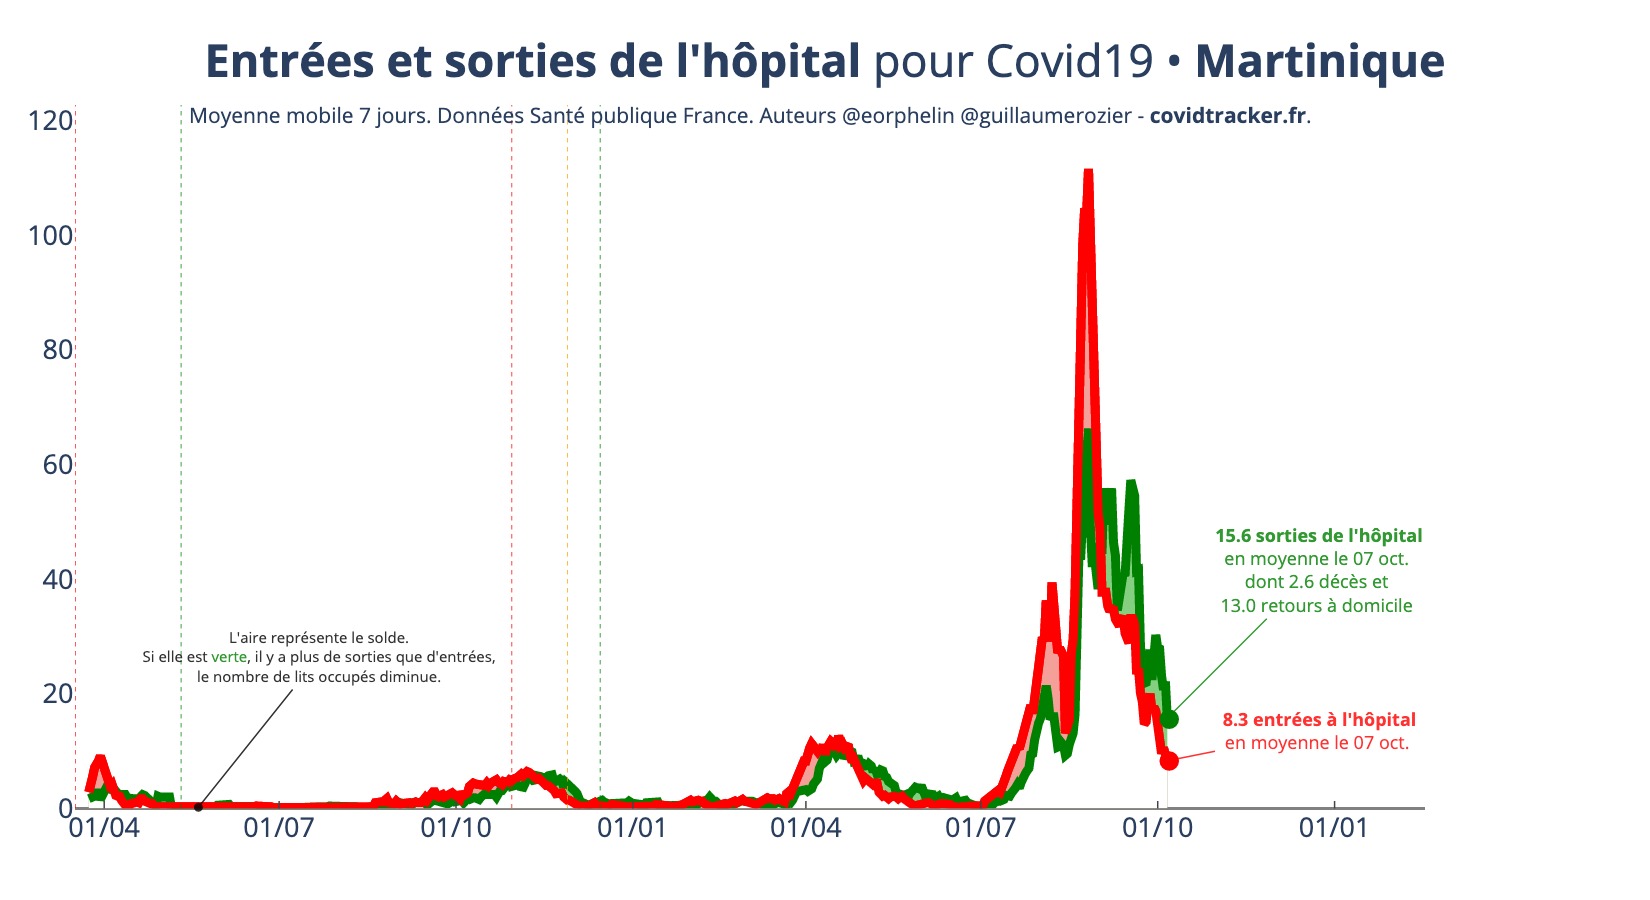 Entrées et sorties de l'hôpital pour Covid19 • Martinique
Moyenne mobile 7 jours. Données Santé publique France. Auteurs @eorphelin @guillaumerozier - covidtracker.fr.
120
100
80
60
40
20
0
L'aire représente le solde.
Si elle est verte, il y a plus de sorties que d'entrées,
le nombre de lits occupés diminue.
15.6 sorties de l'hôpital
en moyenne le 07 oct.
dont 2.6 décès et
13.0 retours à domicile
8.3 entrées à l'hôpital
en moyenne le 07 oct.
01/04 01/07 01/10 01/01 01/04 01/07 01/10 01/01